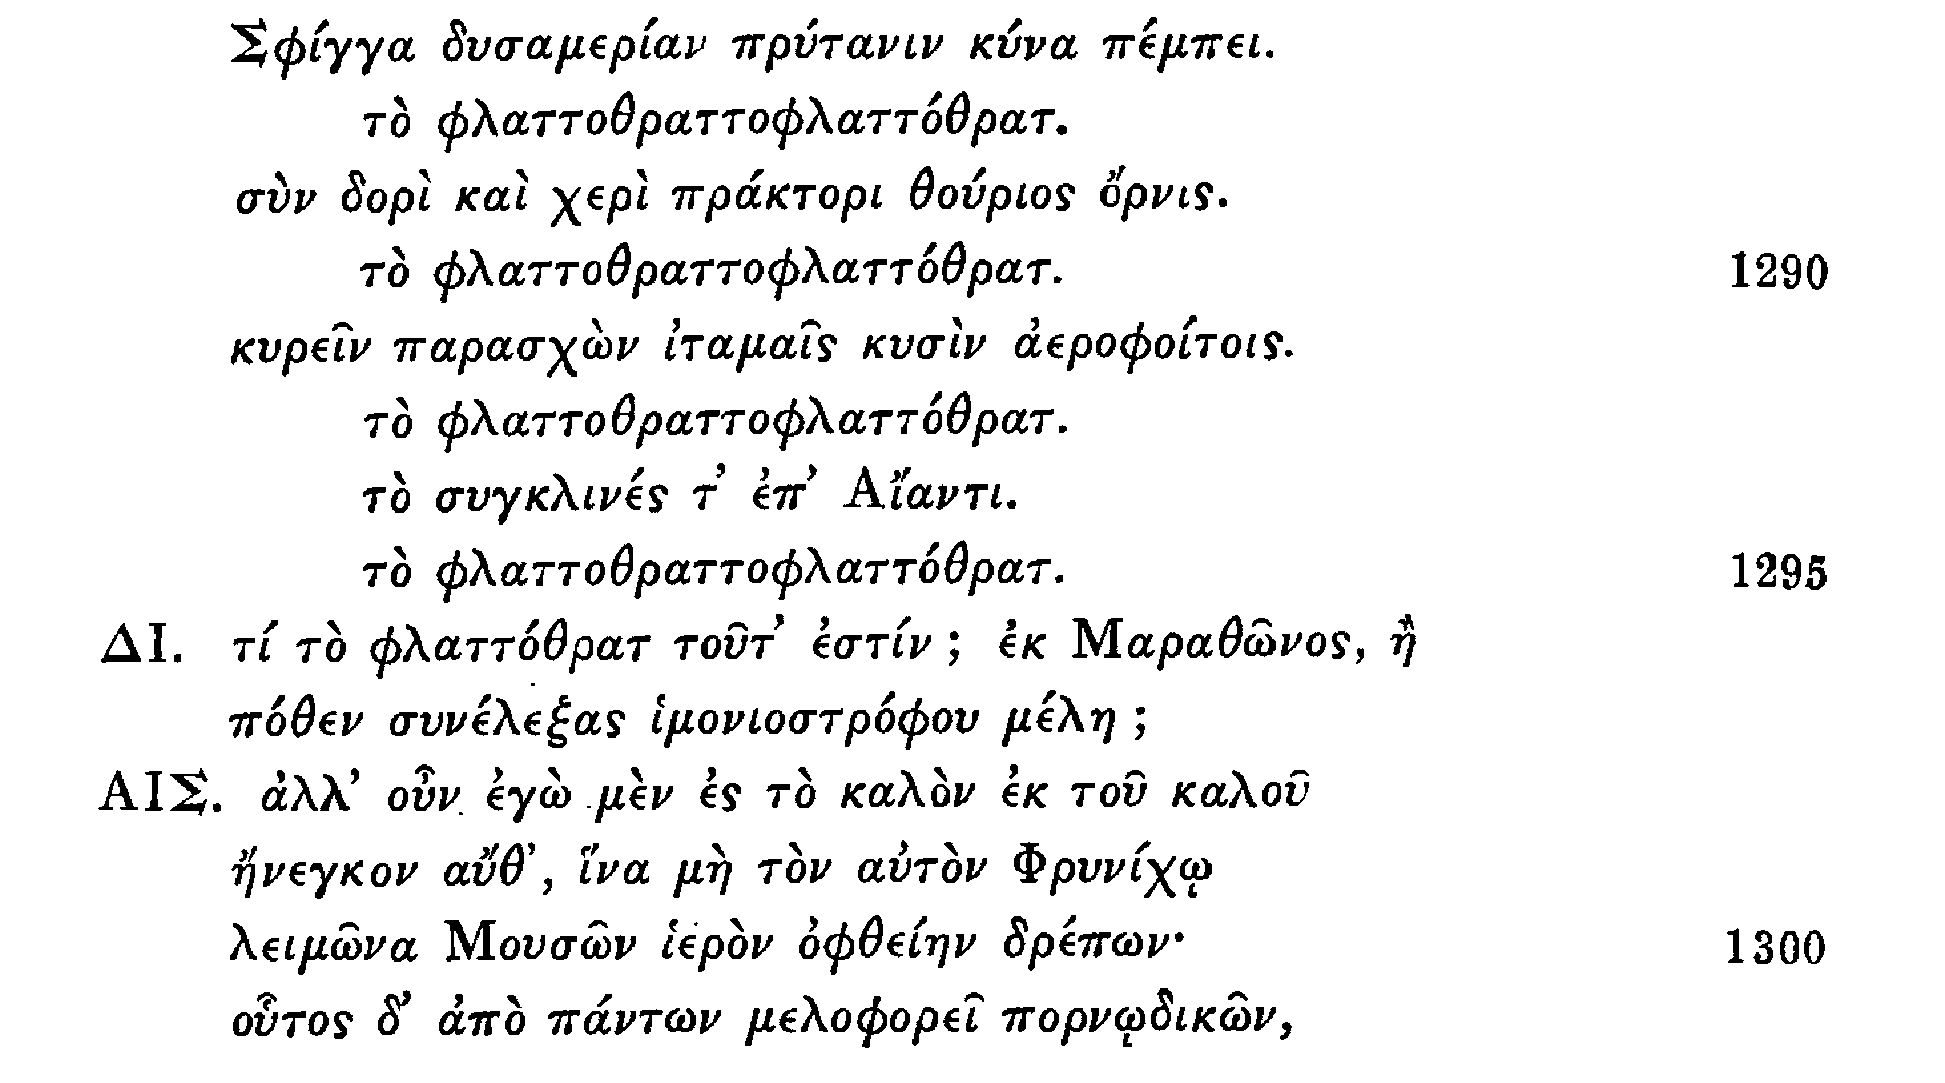 Σφίγγα δυσαμερίαν πρύτανιν κύνα πέμπει.
τὸ φλαττοθραττοφλαττόθρατ.
σὺν δορὶ καὶ χερὶ πράκτορι θούριος ὄρνις.
τὸ φλαττοθραττοφλαττόθρατ. 1290
κυρεῖν παρασχὼν ἰταμαῖς κυσὶν ἀεροφοίτοις.
τὸ φλαττοθραττοφλαττόθρατ.
τὸ συγκλινές τ’ ἐπ’ Αἴαντι.
τὸ φλαττοθραττοφλαττόθρατ. 1295
ΔΙ. τί τὸ φλαττόθρατ τοῦτ’ ἐστίν ; ἐκ Μαραθῶνος, ἢ
πόθεν συνέλεξας ἱμονιοστρόφου μέλη ;
ΑΙΣ. ἀλλ’ οὖν ἐγὼ μὲν ἐς τὸ καλὸν ἐκ τοῦ καλοῦ
ἤνεγκον αὔθ’, ἵνα μὴ τὸν αὐτὸν Φρυνίχῳ
λειμῶνα Μουσῶν ἱερὸν ὀφθείην δρέπων·  1300
οὗτος δ’ ἀπὸ πάντων μελοφορεῖ πορνῳδικῶν,